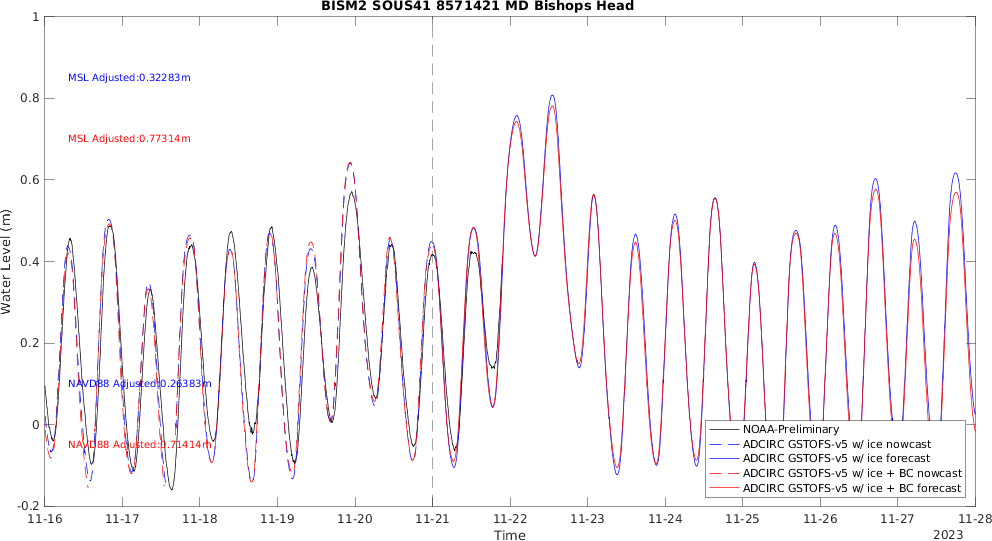 BISM2 SOUS41 8571421 MD Bishops Head
1
0.8
0.6
0.4
0.2
0
-0.2
Water Level (m)
MSL Adjusted:0.32283m
MSL Adjusted:0.77314m
NAVD88 Adjusted:0.26383m
NAVD88 Adjusted:0.71414m
NOAA-Preliminary
ADCIRC GSTOFS-v5 w/ ice nowcast
ADCIRC GSTOFS-v5 w/ ice forecast
ADCIRC GSTOFS-v5 w/ ice + BC nowcast
ADCIRC GSTOFS-v5 w/ ice + BC forecast
11-16 11-17 11-18 11-19 11-20 11-21 11-22 11-23 11-24 11-25 11-26 11-27 11-28
Time
2023